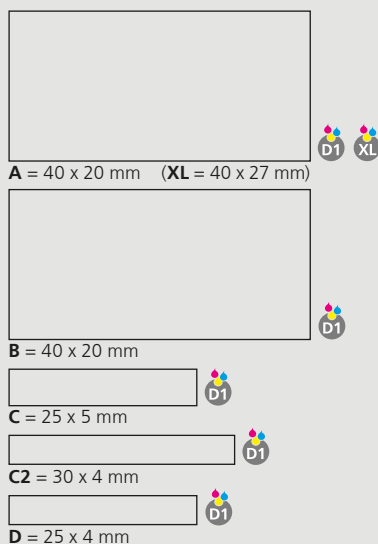 D1 XL
A = 40 x 20 mm (XL = 40 x 27 mm)
D1
B = 40 x 20 mm
D1
C = 25 x 5 mm
D1
C2 = 30 x 4 mm
D1
D = 25 x 4 mm